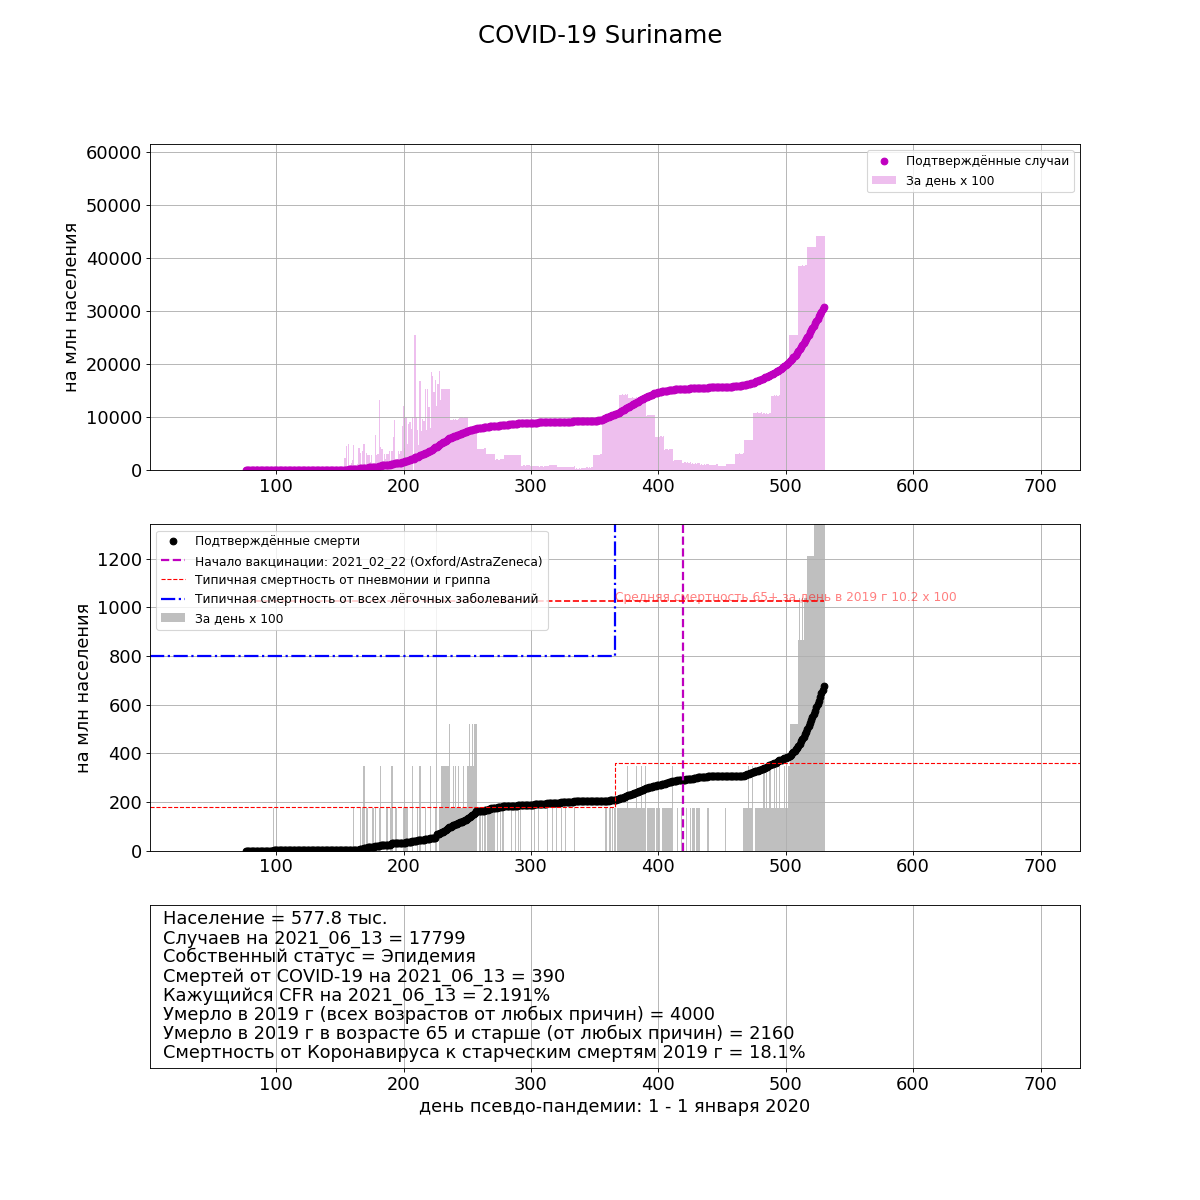 COVID-19 Suriname
60000
50000
40000
30000
20000
10000
0
на млн населения
Подтверждённые случаи
За день x 100
100 200 300 400 500 600 700
1200
1000
800
600
400
200
0
на млн населения
Подтверждённые смерти
Начало вакцинации: 2021_02_22 (Oxford/AstraZeneca)
Типичная смертность от пневмонии и гриппа
Типичная смертность от всех лёгочных заболеваний
За день x 100
Средняя смертность 65+ за день в 2019 г 10.2 x 100
100 200 300 400 500 600 700
Население = 577.8 тыс.
Случаев на 2021_06_13 = 17799
Собственный статус = Эпидемия
Смертей от COVID-19 на 2021_06_13 = 390
Кажущийся CFR на 2021_06_13 = 2.191%
Умерло в 2019 г (всех возрастов от любых причин) = 4000
Умерло в 2019 г в возрасте 65 и старше (от любых причин) = 2160
Смертность от Коронавируса к старческим смертям 2019 г = 18.1%
100 200 300 400 500 600 700
день псевдо-пандемии: 1 - 1 января 2020